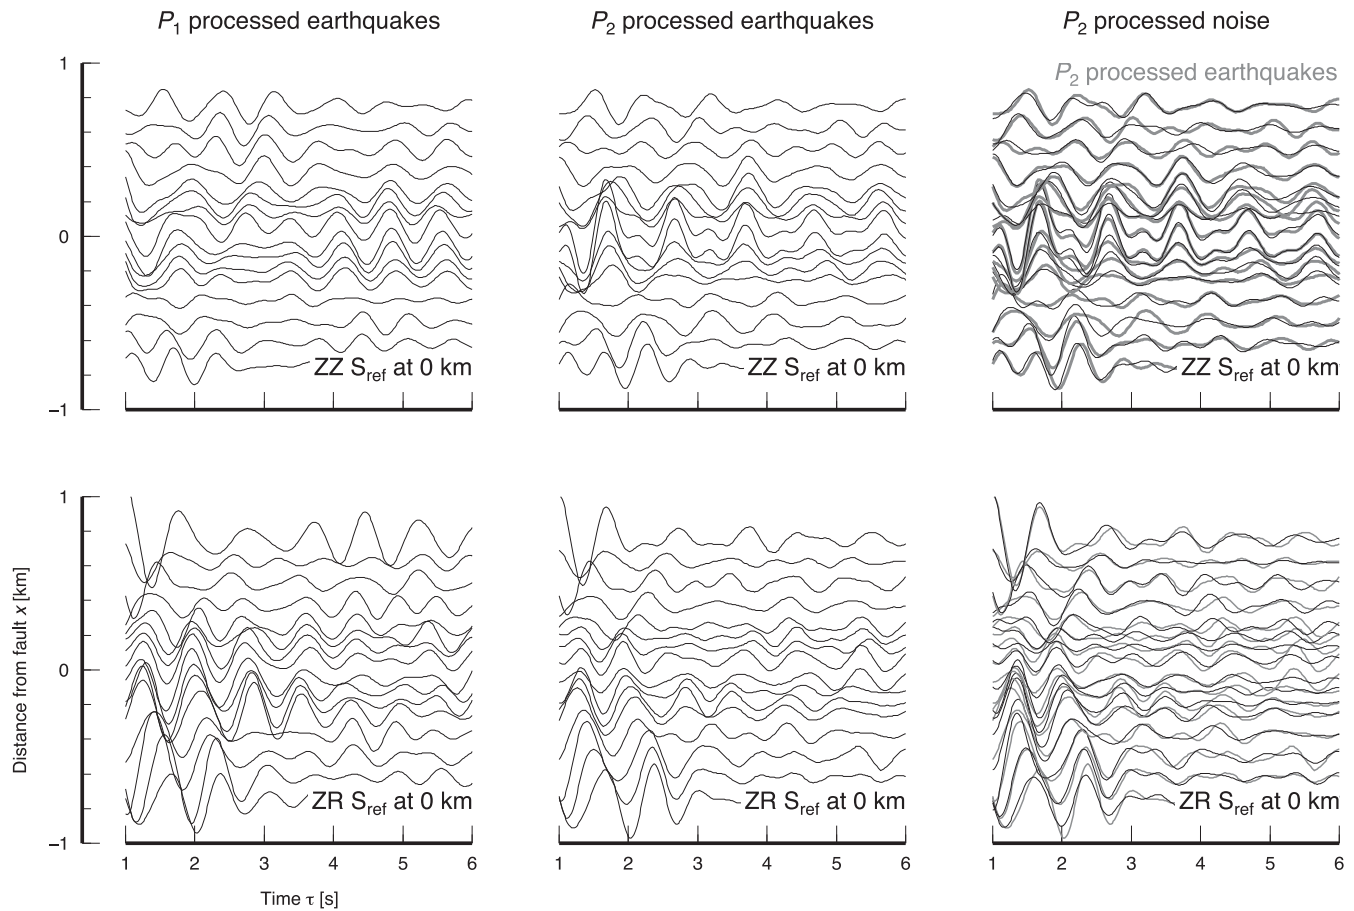 P1 processed earthquakes
P2 processed earthquakes
P2 processed noise
P2 processed earthquakes
1
0
−1
ZZ Sref at 0 km
ZZ Sref at 0 km
ZZ Sref at 0 km
1
0
−1
Distance from fault x [km]
ZR Sref at 0 km
ZR Sref at 0 km
ZR Sref at 0 km
1 2 3 4 5 6
1 2 3 4 5 6
1 2 3 4 5 6
Time τ [s]